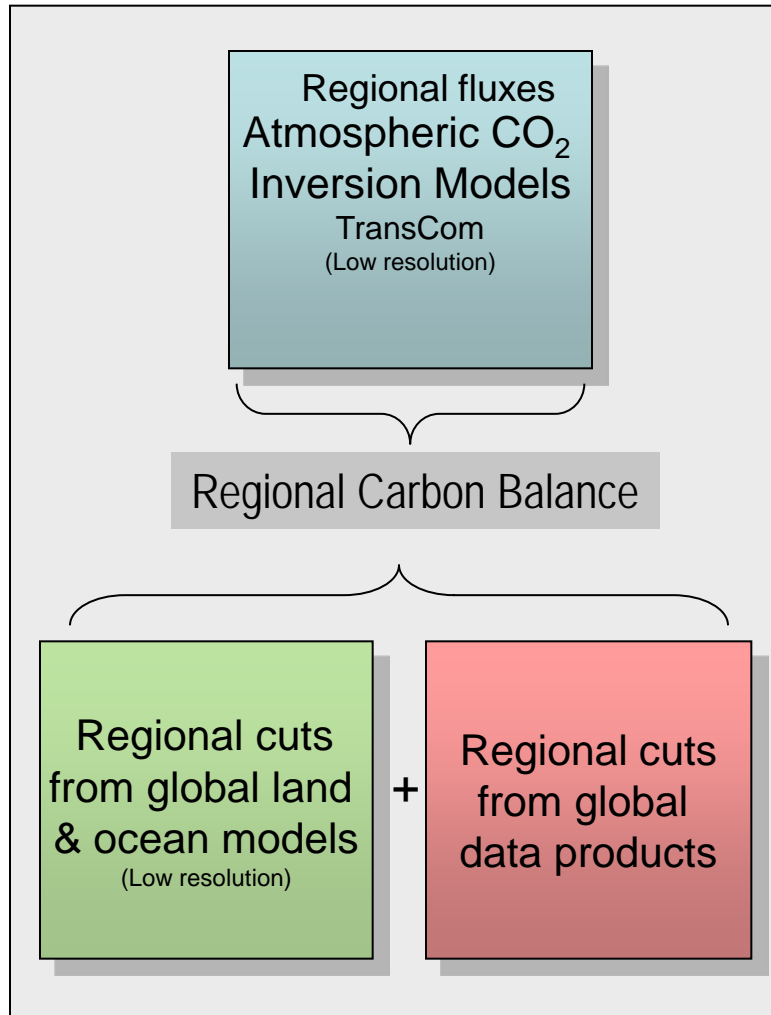 Regional fluxes
Atmospheric CO₂
Inversion Models
TransCom
(Low resolution)
Regional Carbon Balance
Regional cuts
from global land
& ocean models
(Low resolution)
+
Regional cuts
from global
data products